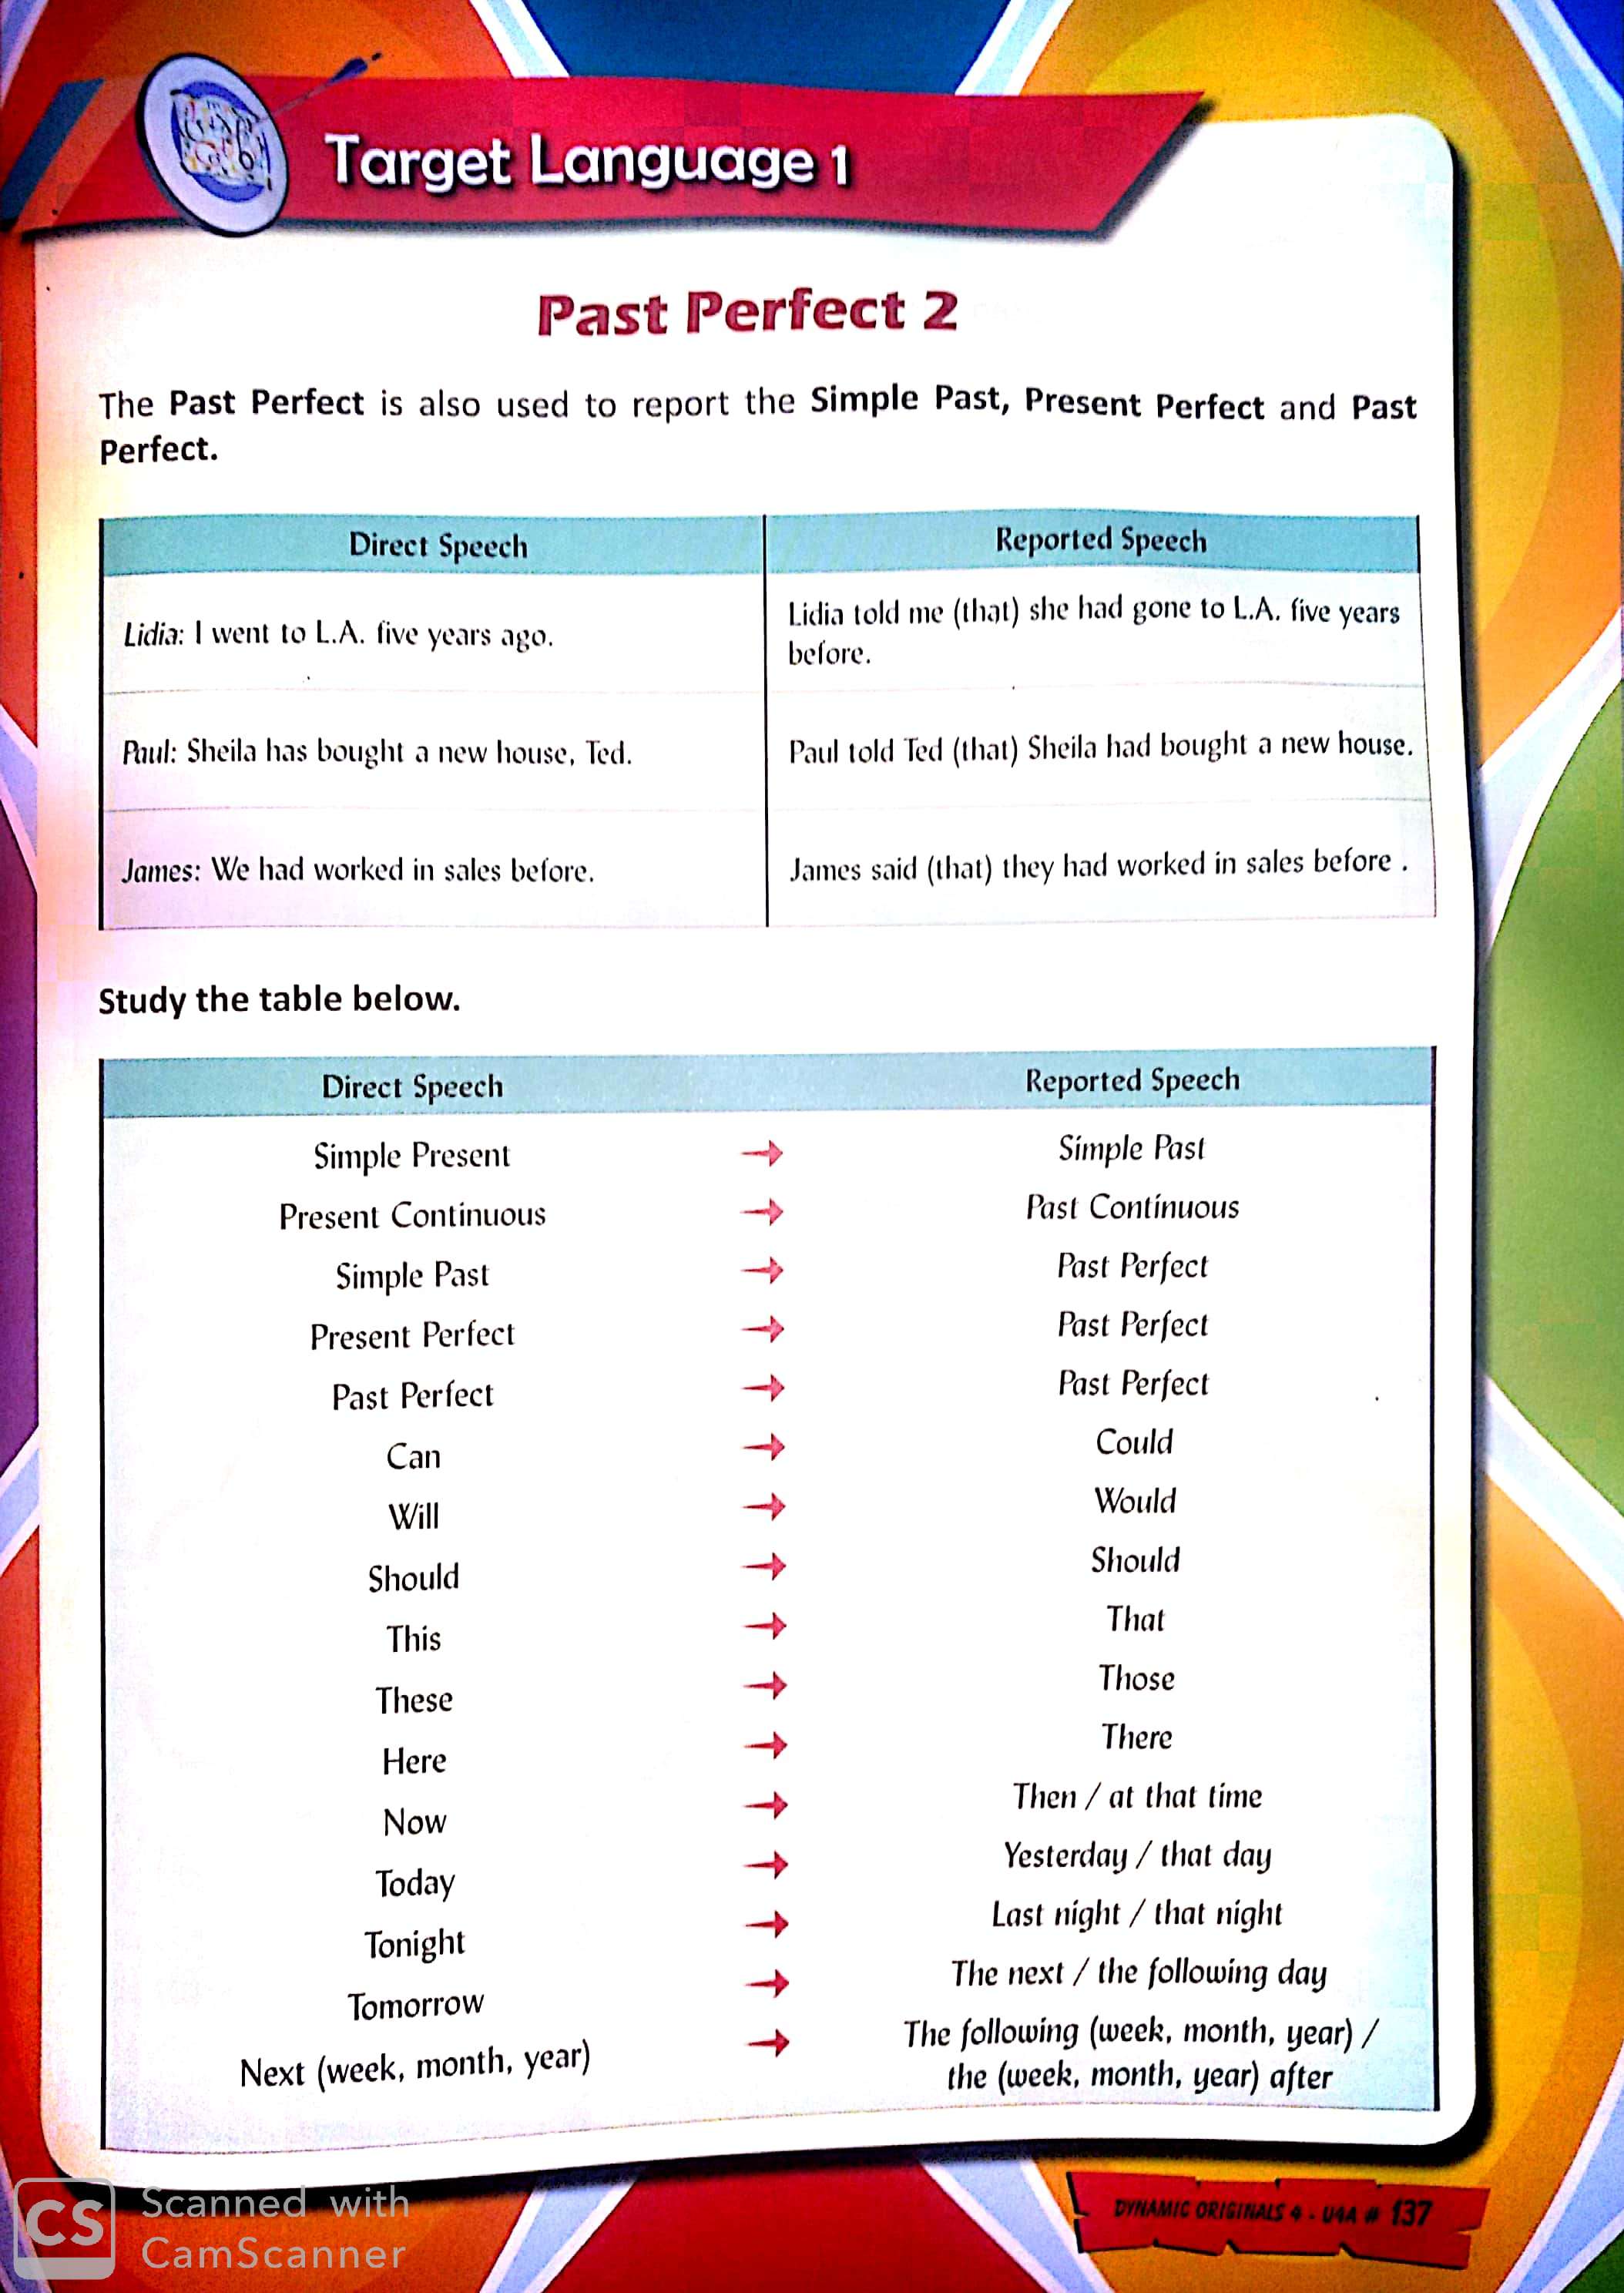 Target Language 1
Past Perfect 2
The Past Perfect is also used to report the Simple Past, Present Perfect and Past
Perfect.
Direct Speech Reported Speech
Lidia: I went to L.A. five years ago. Lidia told me (that) she had gone to L.A. five years
before.
Paul: Sheila has bought a new house, Ted. Paul told Ted (that) Sheila had bought a new house.
James: We had worked in sales before. James said (that) they had worked in sales before .
Study the table below.
Direct Speech Reported Speech
Simple Present → Simple Past
Present Continuous → Past Continuous
Simple Past → Past Perfect
Present Perfect → Past Perfect
Past Perfect → Past Perfect
Can → Could
Will → Would
Should → Should
This → That
These → Those
Here → There
Now → Then / at that time
Today → Yesterday / that day
Tonight → Last night / that night
Tomorrow → The next / the following day
Next (week, month, year) → The following (week, month, year) /
the (week, month, year) after
DYNAMIC ORIGINALS 4 - U4A # 137
CS Scanned with
CamScanner